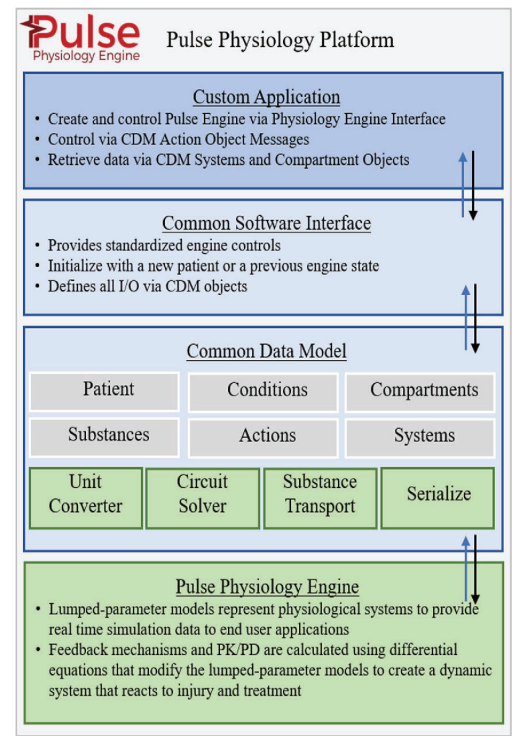 Pulse
Physiology Engine
Pulse Physiology Platform
Custom Application
• Create and control Pulse Engine via Physiology Engine Interface
• Control via CDM Action Object Messages
• Retrieve data via CDM Systems and Compartment Objects
Common Software Interface
• Provides standardized engine controls
• Initialize with a new patient or a previous engine state
• Defines all I/O via CDM objects
Common Data Model
Patient
Conditions
Compartments
Substances
Actions
Systems
Unit
Converter
Circuit
Solver
Substance
Transport
Serialize
Pulse Physiology Engine
• Lumped-parameter models represent physiological systems to provide
real time simulation data to end user applications
• Feedback mechanisms and PK/PD are calculated using differential
equations that modify the lumped-parameter models to create a dynamic
system that reacts to injury and treatment